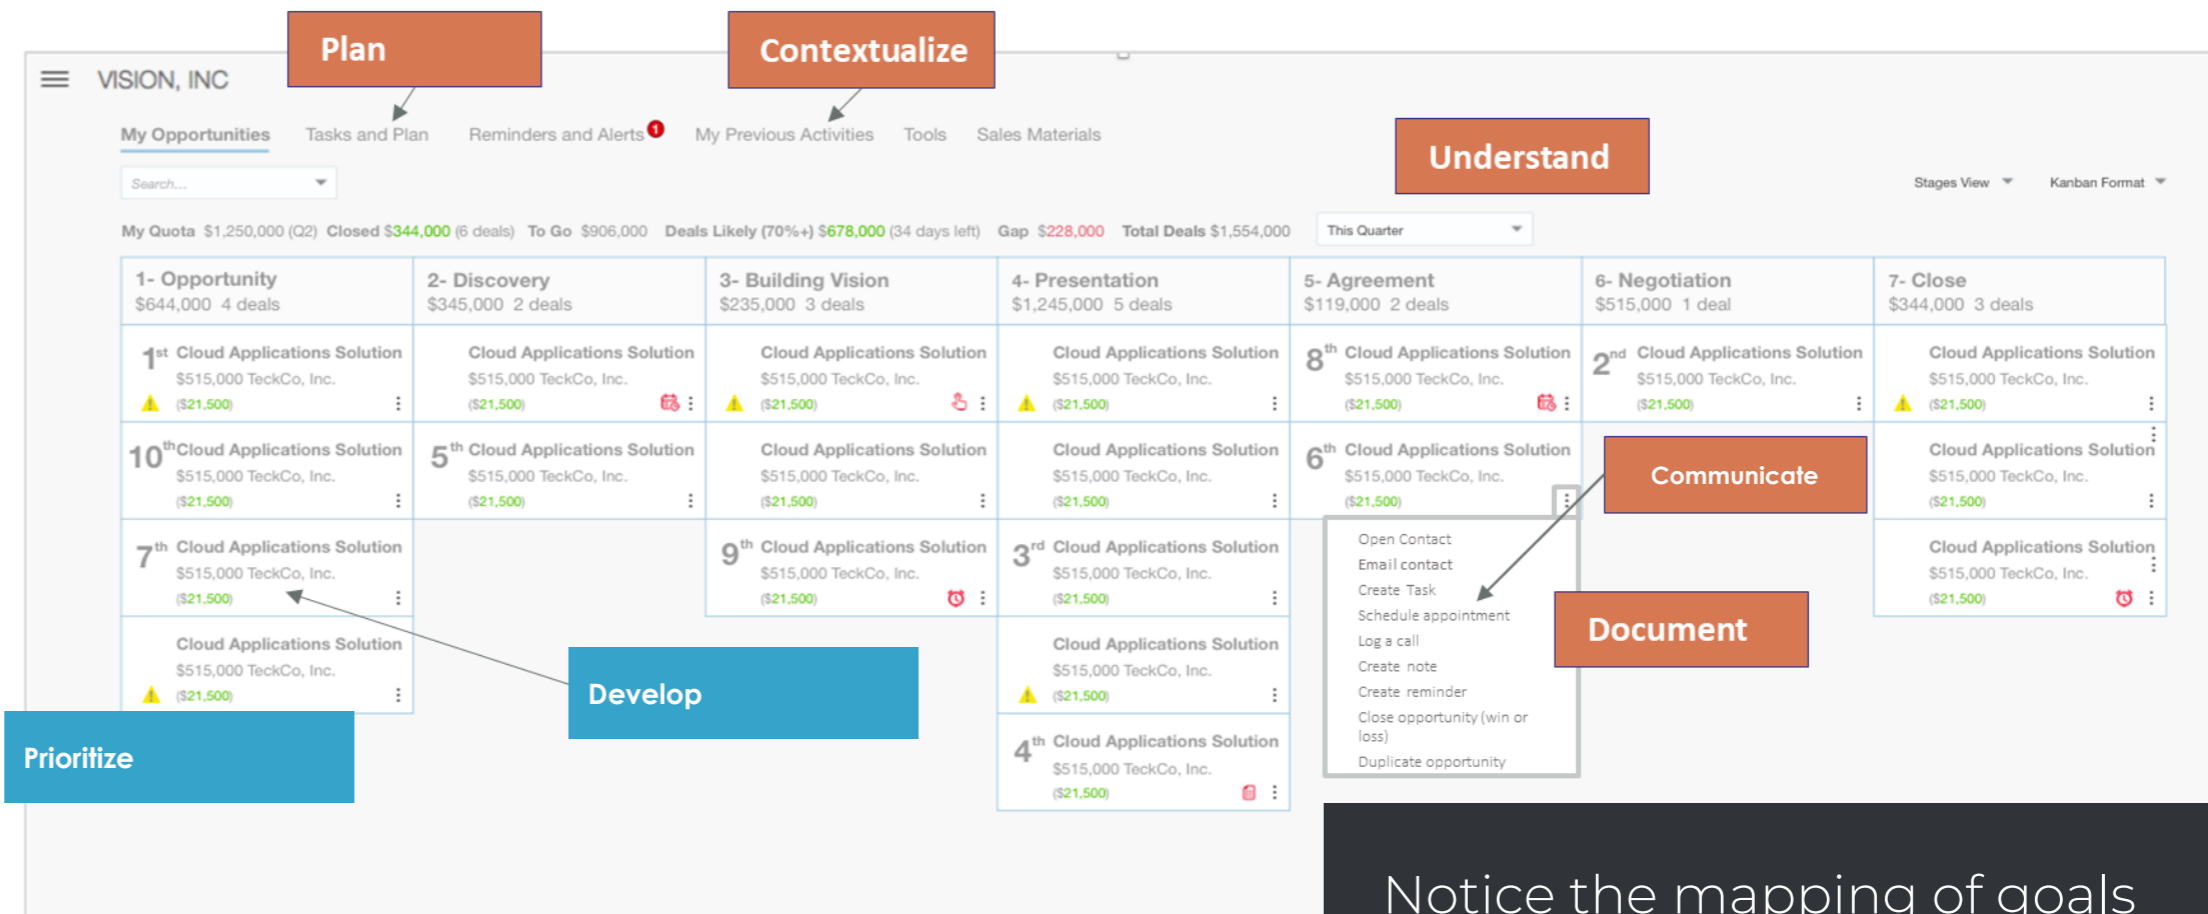 Plan
Contextualize
VISION, INC
My Opportunities Tasks and Plan Reminders and Alerts 1 My Previous Activities Tools Sales Materials
Understand
Search...
Stages View Kanban Format
My Quota $1,250,000 (Q2) Closed $344,000 (6 deals) To Go $906,000 Deals Likely (70%+) $678,000 (34 days left) Gap $228,000 Total Deals $1,554,000 This Quarter
1- Opportunity
$644,000 4 deals
1st Cloud Applications Solution
$515,000 TeckCo, Inc.
($21,500)
10th Cloud Applications Solution
$515,000 TeckCo, Inc.
($21,500)
7th Cloud Applications Solution
$515,000 TeckCo, Inc.
($21,500)
Cloud Applications Solution
$515,000 TeckCo, Inc.
($21,500)
Prioritize
2- Discovery
$345,000 2 deals
Cloud Applications Solution
$515,000 TeckCo, Inc.
($21,500)
5th Cloud Applications Solution
$515,000 TeckCo, Inc.
($21,500)
Develop
3- Building Vision
$235,000 3 deals
Cloud Applications Solution
$515,000 TeckCo, Inc.
($21,500)
Cloud Applications Solution
$515,000 TeckCo, Inc.
($21,500)
9th Cloud Applications Solution
$515,000 TeckCo, Inc.
($21,500)
4- Presentation
$1,245,000 5 deals
Cloud Applications Solution
$515,000 TeckCo, Inc.
($21,500)
Cloud Applications Solution
$515,000 TeckCo, Inc.
($21,500)
3rd Cloud Applications Solution
$515,000 TeckCo, Inc.
($21,500)
Cloud Applications Solution
$515,000 TeckCo, Inc.
($21,500)
4th Cloud Applications Solution
$515,000 TeckCo, Inc.
($21,500)
5- Agreement
$119,000 2 deals
8th Cloud Applications Solution
$515,000 TeckCo, Inc.
($21,500)
6th Cloud Applications Solution
$515,000 TeckCo, Inc.
($21,500)
Open Contact
Email contact
Create Task
Schedule appointment
Log a call
Create note
Create reminder
Close opportunity (win or
loss)
Duplicate opportunity
6- Negotiation
$515,000 1 deal
2nd Cloud Applications Solution
$515,000 TeckCo, Inc.
($21,500)
Communicate
Document
7- Close
$344,000 3 deals
Cloud Applications Solution
$515,000 TeckCo, Inc.
($21,500)
Cloud Applications Solution
$515,000 TeckCo, Inc.
($21,500)
Cloud Applications Solution
$515,000 TeckCo, Inc.
($21,500)
Notice the mapping of goals